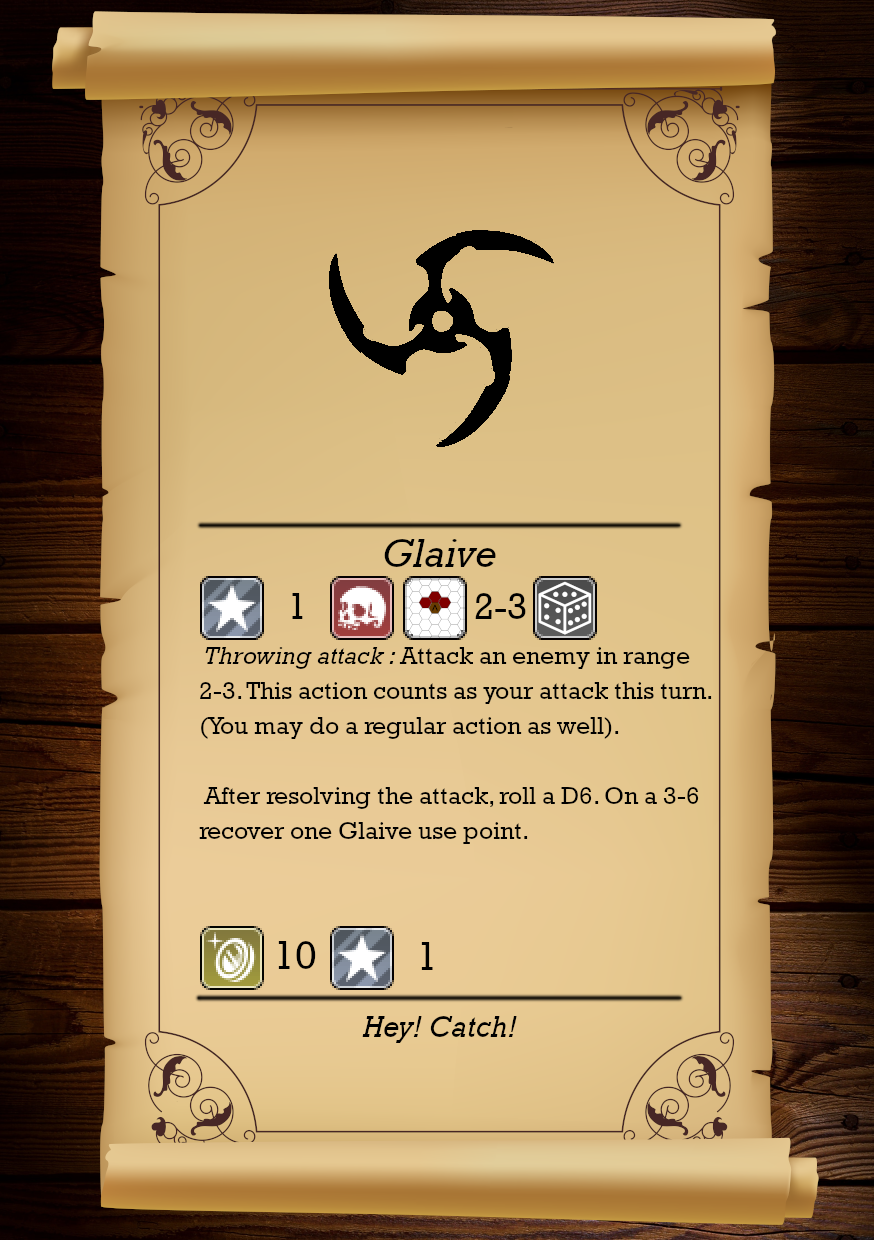 Glaive
1 2-3
Throwing attack : Attack an enemy in range
2-3. This action counts as your attack this turn.
(You may do a regular action as well).
After resolving the attack, roll a D6. On a 3-6
recover one Glaive use point.
10 1
Hey! Catch!